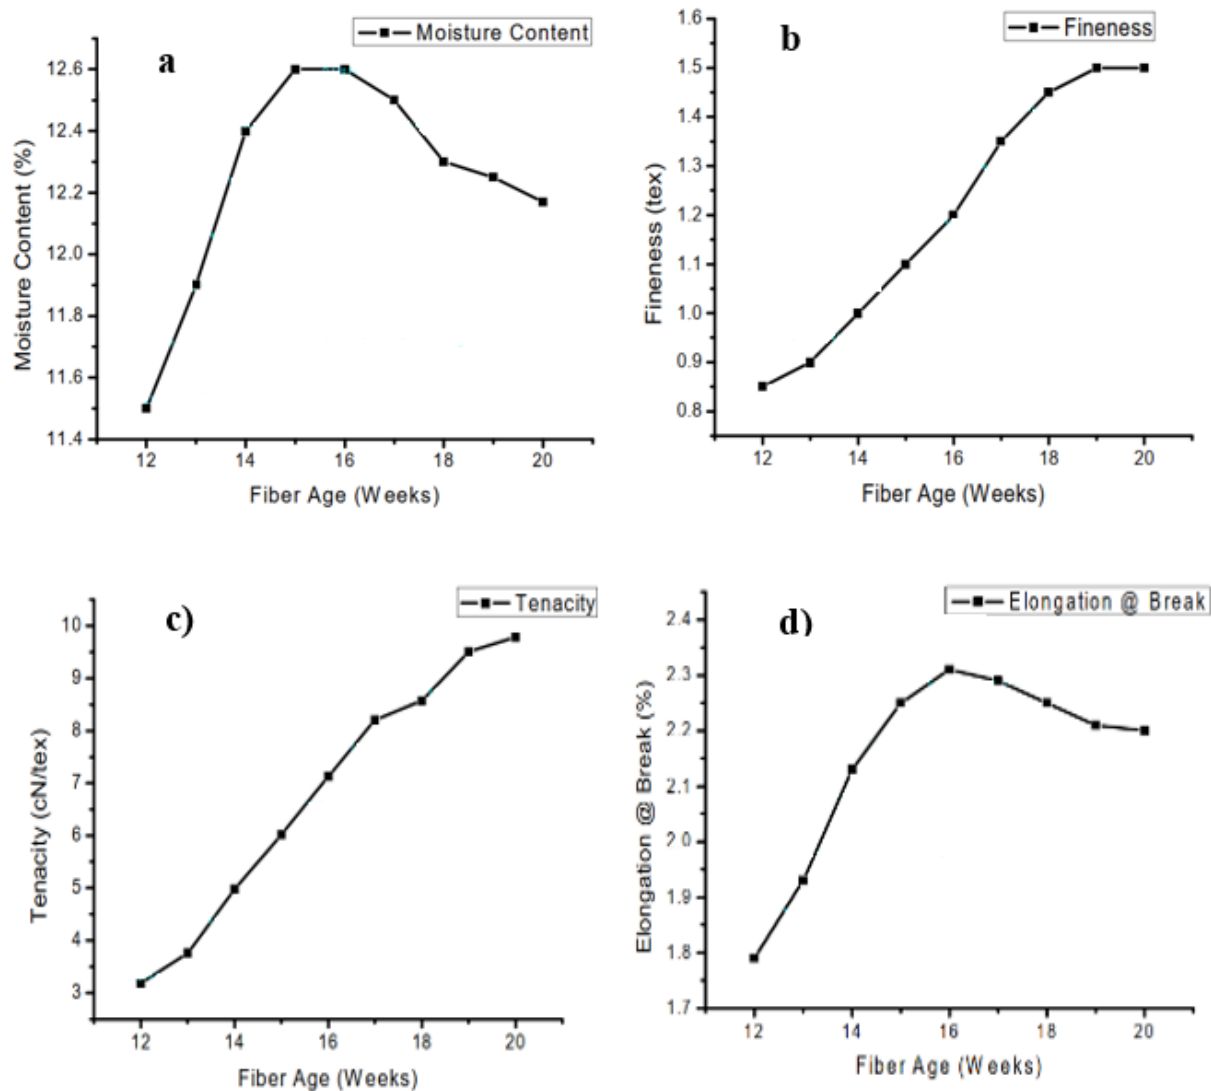 a
Moisture Content
12.6
12.4
12.2
12.0
11.8
11.6
11.4
Moisture Content (%)
12 14 16 18 20
Fiber Age (Weeks)
b
Fineness
1.6
1.5
1.4
1.3
1.2
1.1
1.0
0.9
0.8
Fineness (tex)
12 14 16 18 20
Fiber Age (Weeks)
c)
Tenacity
10
9
8
7
6
5
4
3
Tenacity (cN/tex)
12 14 16 18 20
Fiber Age (Weeks)
d)
Elongation @ Break
2.4
2.3
2.2
2.1
2.0
1.9
1.8
1.7
Elongation @ Break (%)
12 14 16 18 20
Fiber Age (Weeks)